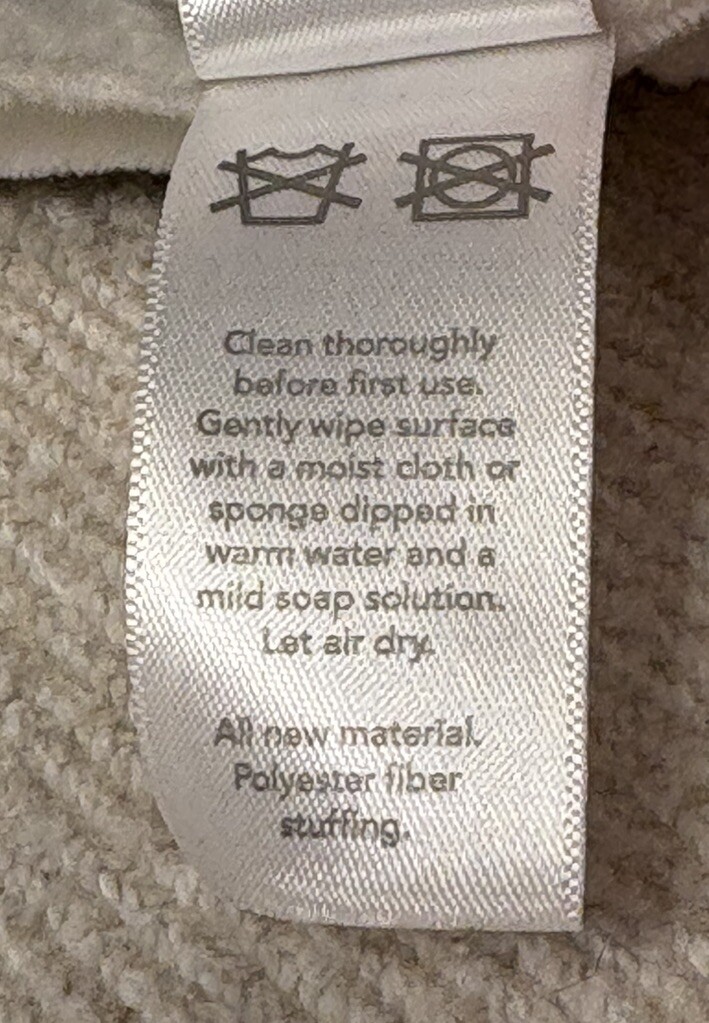 Clean thoroughly
before first use.
Gently wipe surface
with a moist cloth or
sponge dipped in
warm water and a
mild soap solution.
Let air dry.
All new material.
Polyester fiber
stuffing.